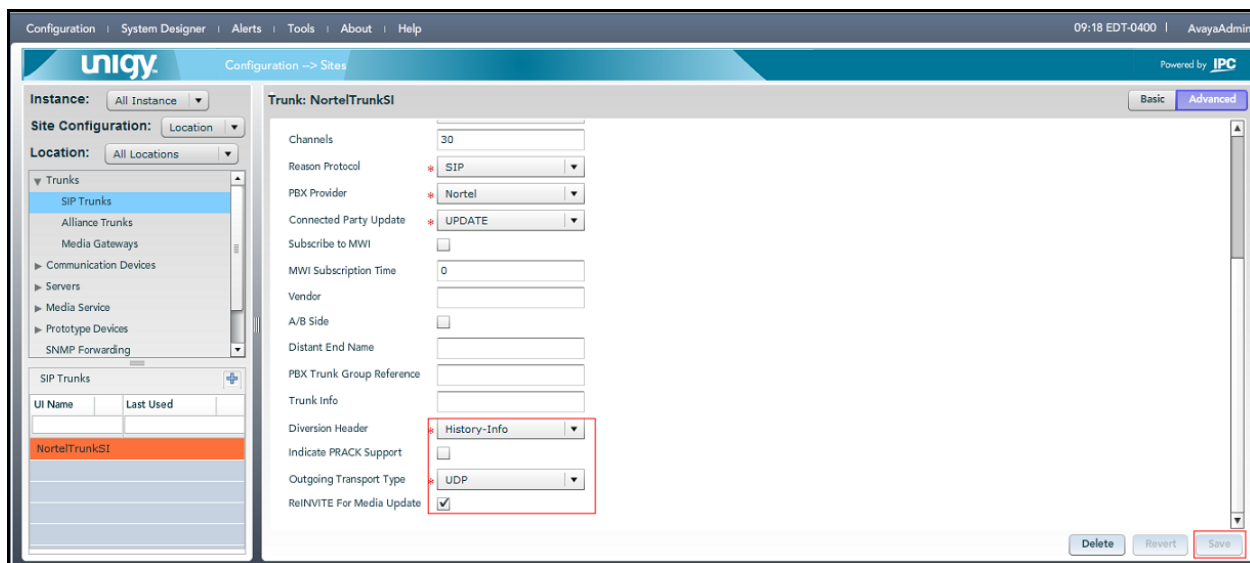 Configuration | System Designer | Alerts | Tools | About | Help 09:18 EDT-0400 | AvayaAdmin
unigy. Configuration --> Sites Powered by IPC
Instance: All Instance
Site Configuration: Location
Location: All Locations
Trunks
SIP Trunks
Alliance Trunks
Media Gateways
Communication Devices
Servers
Media Service
Prototype Devices
SNMP Forwarding
SIP Trunks
UI Name Last Used
NortelTrunkSI
Trunk: NortelTrunkSI Basic Advanced
Channels 30
Reason Protocol * SIP
PBX Provider * Nortel
Connected Party Update * UPDATE
Subscribe to MWI
MWI Subscription Time 0
Vendor
A/B Side
Distant End Name
PBX Trunk Group Reference
Trunk Info
Diversion Header * History-Info
Indicate PRACK Support
Outgoing Transport Type * UDP
ReINVITE For Media Update
Delete Revert Save